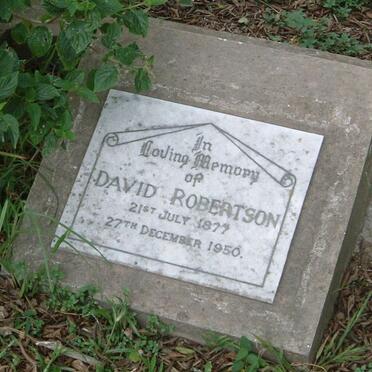 In
Loving Memory
OF
DAVID ROBERTSON
21ST JULY 1877
27TH DECEMBER 1950.